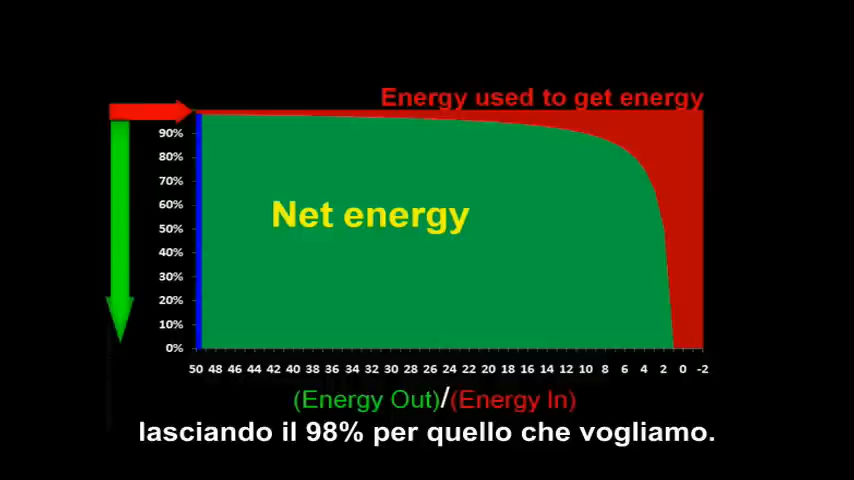 Energy used to get energy
90%
80%
70%
60%
50%
40%
30%
20%
10%
0%
Net energy
50 48 46 44 42 40 38 36 34 32 30 28 26 24 22 20 18 16 14 12 10 8 6 4 2 0 -2
(Energy Out)/(Energy In)
lasciando il 98% per quello che vogliamo.